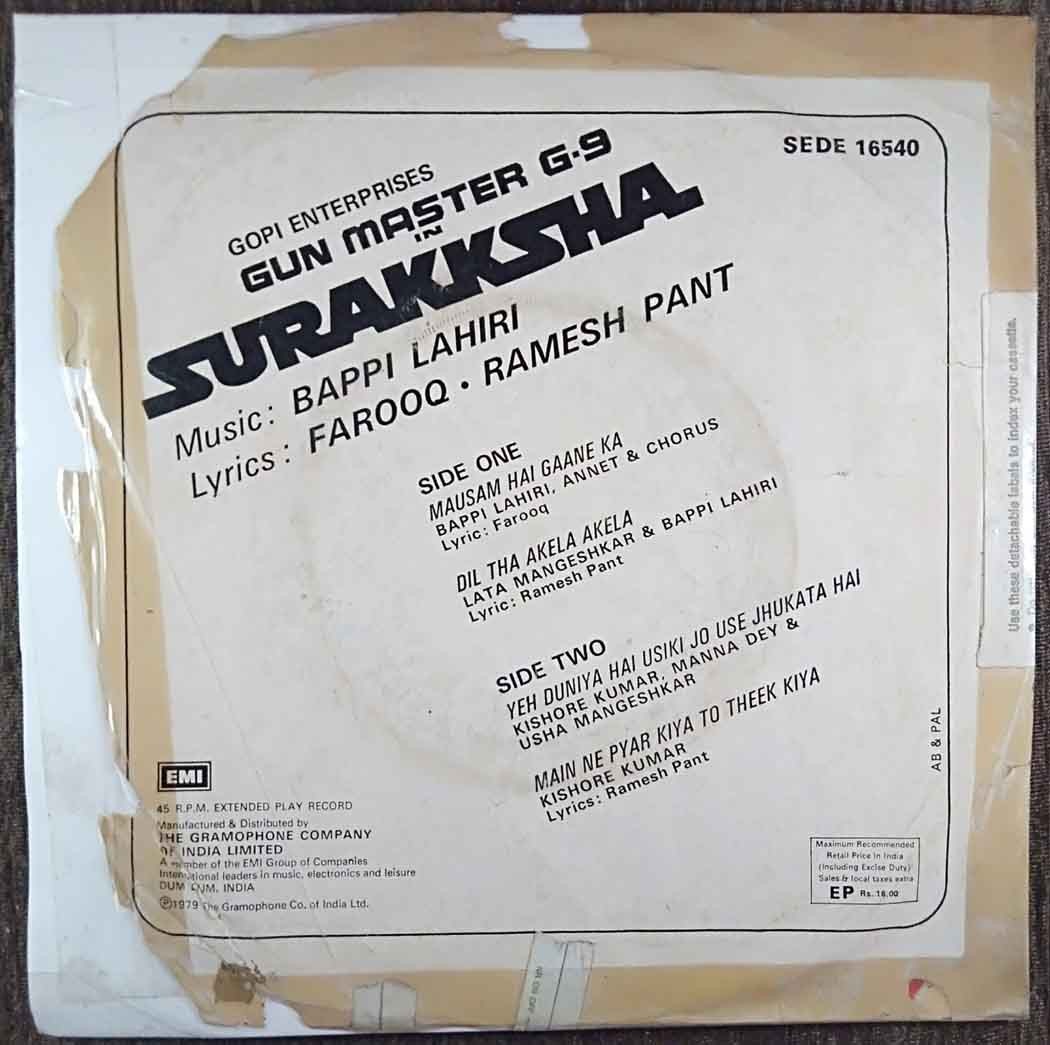 SEDE 16540
GOPI ENTERPRISES
GUN MASTER G-9
IN
SURAKKSHA
Music: BAPPI LAHIRI
Lyrics: FAROOQ • RAMESH PANT
SIDE ONE
MAUSAM HAI GAANE KA
BAPPI LAHIRI, ANNET & CHORUS
Lyric: Farooq
DIL THA AKELA AKELA
LATA MANGESHKAR & BAPPI LAHIRI
Lyric: Ramesh Pant
SIDE TWO
YEH DUNIYA HAI USIKI JO USE JHUKATA HAI
KISHORE KUMAR, MANNA DEY &
USHA MANGESHKAR
MAIN NE PYAR KIYA TO THEEK KIYA
KISHORE KUMAR
Lyrics: Ramesh Pant
EMI
45 R.P.M. EXTENDED PLAY RECORD
Manufactured & Distributed by
THE GRAMOPHONE COMPANY
OF INDIA LIMITED
A member of the EMI Group of Companies
International leaders in music, electronics and leisure
DUM DUM, INDIA
℗1979 The Gramophone Co. of India Ltd.
Maximum Recommended
Retail Price in India
(Including Excise Duty)
Sales & local taxes extra
EP Rs. 16.00
AB & PAL
Use these detachable labels to index your cassette.